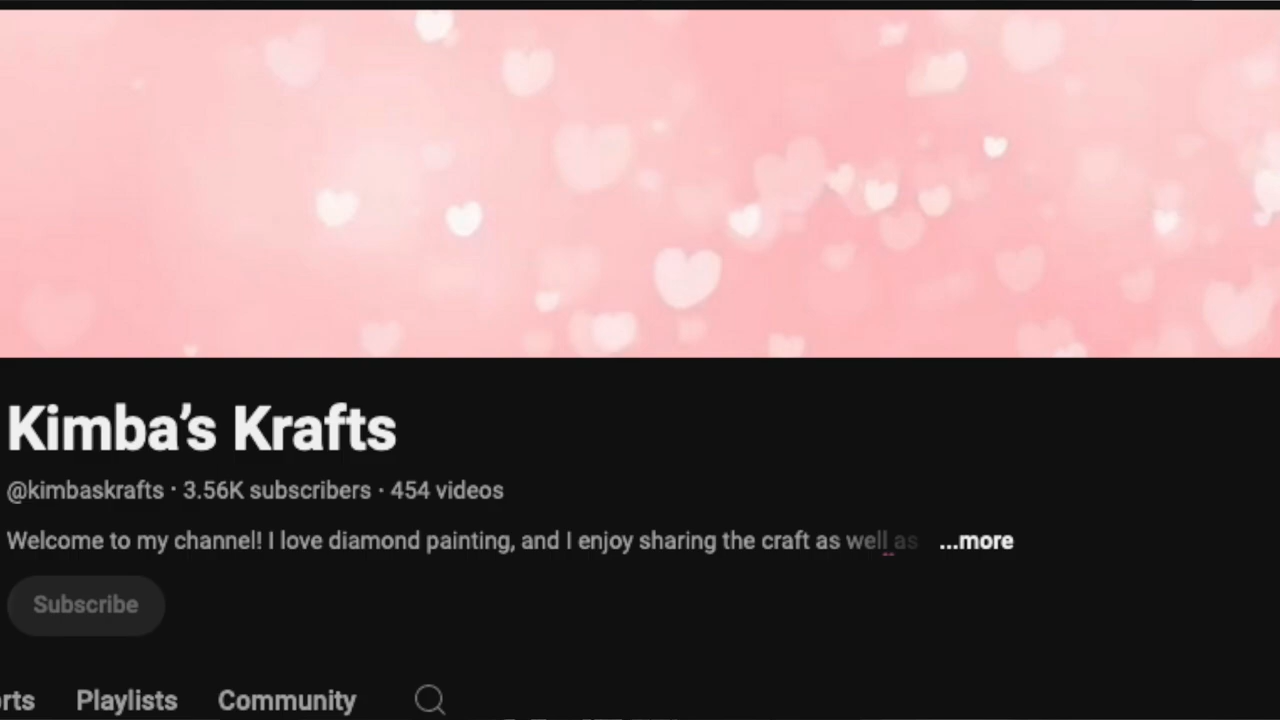 Kimba’s Krafts
@kimbaskrafts · 3.56K subscribers · 454 videos
Welcome to my channel! I love diamond painting, and I enjoy sharing the craft as well as ...more
Subscribe
rts Playlists Community